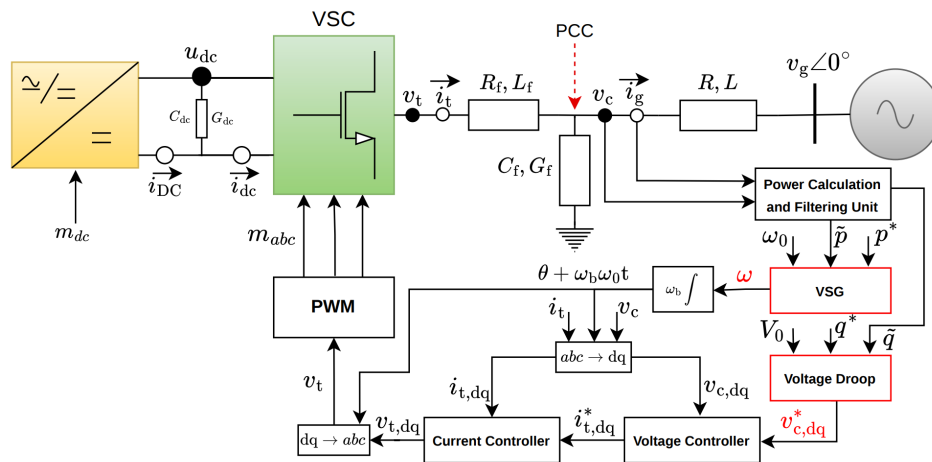 VSC
PCC
u_dc
C_dc
G_dc
i_DC
i_dc
m_dc
v_t
i_t
R_f, L_f
v_c
i_g
R, L
v_g∠0°
C_f, G_f
Power Calculation
and Filtering Unit
m_abc
ω_0
p̃
p*
θ + ω_bω_0t
ω_b ∫
ω
VSG
PWM
i_t
v_c
V_0
q*
q̃
abc → dq
Voltage Droop
v_t
i_t,dq
v_c,dq
dq → abc
v_t,dq
Current Controller
i*_t,dq
Voltage Controller
v*_c,dq